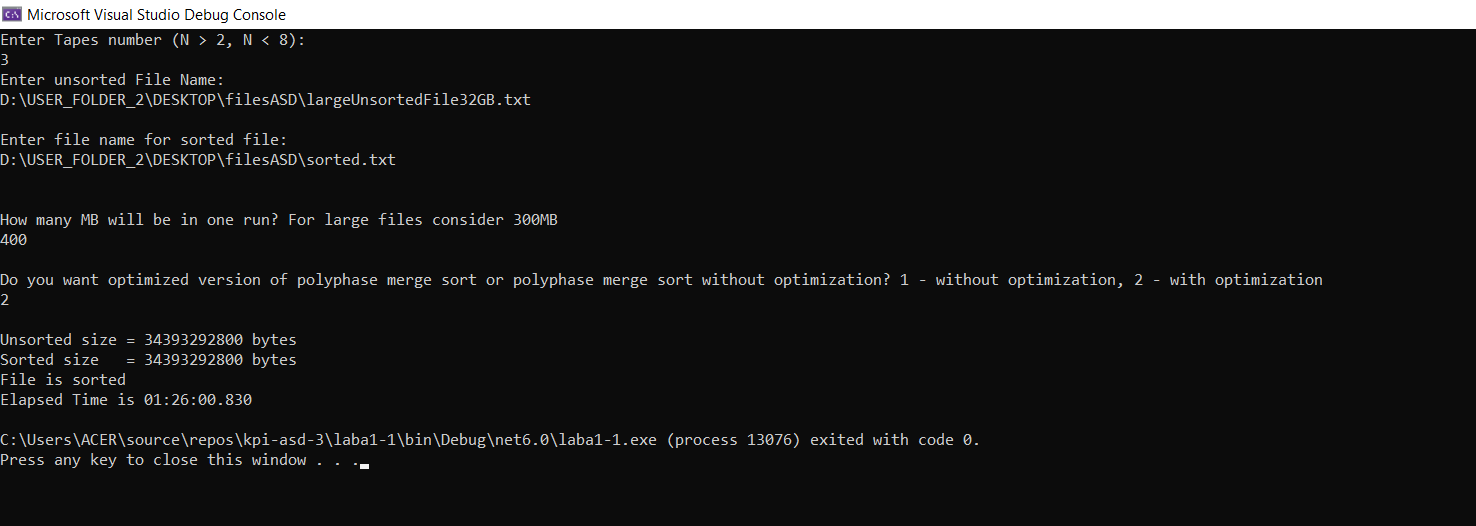 Microsoft Visual Studio Debug Console
Enter Tapes number (N > 2, N < 8):
3
Enter unsorted File Name:
D:\USER_FOLDER_2\DESKTOP\filesASD\largeUnsortedFile32GB.txt
Enter file name for sorted file:
D:\USER_FOLDER_2\DESKTOP\filesASD\sorted.txt
How many MB will be in one run? For large files consider 300MB
400
Do you want optimized version of polyphase merge sort or polyphase merge sort without optimization? 1 - without optimization, 2 - with optimization
2
Unsorted size = 34393292800 bytes
Sorted size   = 34393292800 bytes
File is sorted
Elapsed Time is 01:26:00.830
C:\Users\ACER\source\repos\kpi-asd-3\laba1-1\bin\Debug\net6.0\laba1-1.exe (process 13076) exited with code 0.
Press any key to close this window . . .